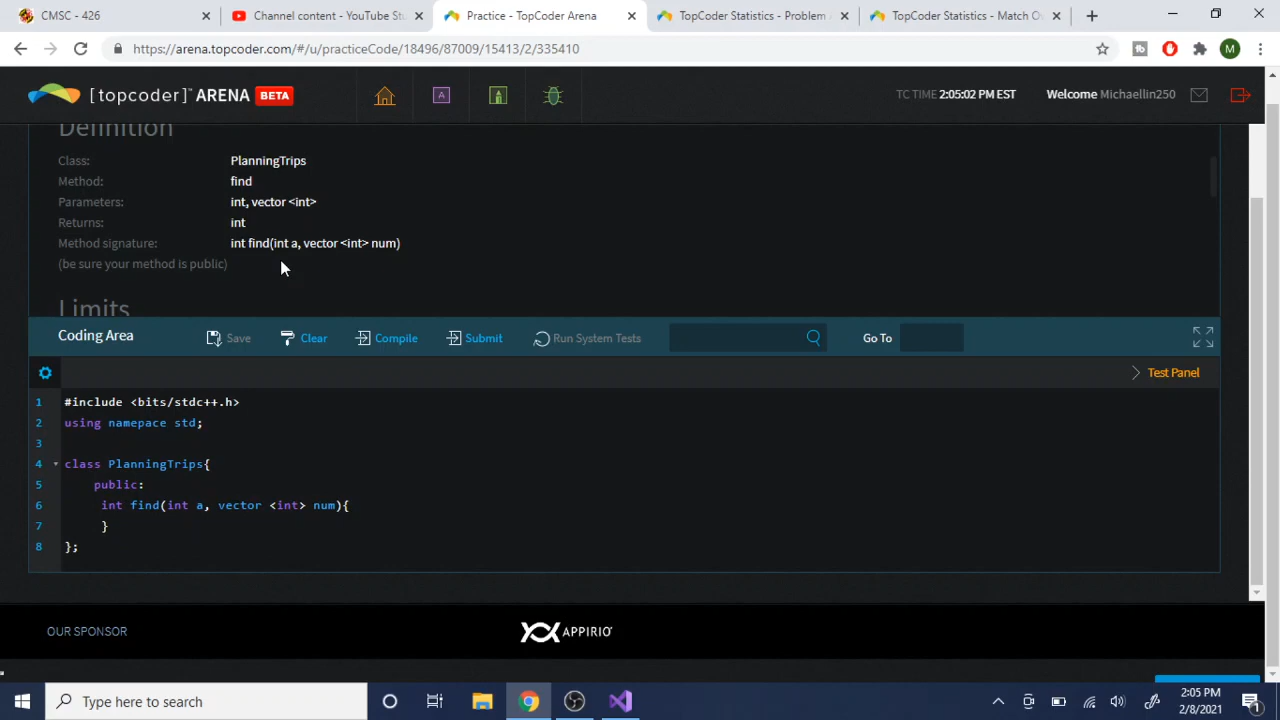 CMSC - 426
Channel content - YouTube Stu
Practice - TopCoder Arena
TopCoder Statistics - Problem A
TopCoder Statistics - Match Ov
https://arena.topcoder.com/#/u/practiceCode/18496/87009/15413/2/335410
M
[topcoder]™ ARENA BETA
A
TC TIME 2:05:02 PM EST
Welcome Michaellin250
Definition
Class: PlanningTrips
Method: find
Parameters: int, vector <int>
Returns: int
Method signature: int find(int a, vector <int> num)
(be sure your method is public)
Limits
Coding Area
Save
Clear
Compile
Submit
Run System Tests
Go To
Test Panel
1 #include <bits/stdc++.h>
2 using namepace std;
3
4 class PlanningTrips{
5 public:
6 int find(int a, vector <int> num){
7 }
8 };
OUR SPONSOR
APPIRIO
Type here to search
2:05 PM
2/8/2021
1